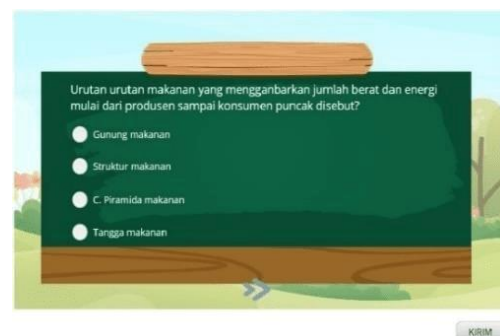 Urutan urutan makanan yang mengganbarkan jumlah berat dan energi
mulai dari produsen sampai konsumen puncak disebut?
Gunung makanan
Struktur makanan
C. Piramida makanan
Tangga makanan
KIRIM